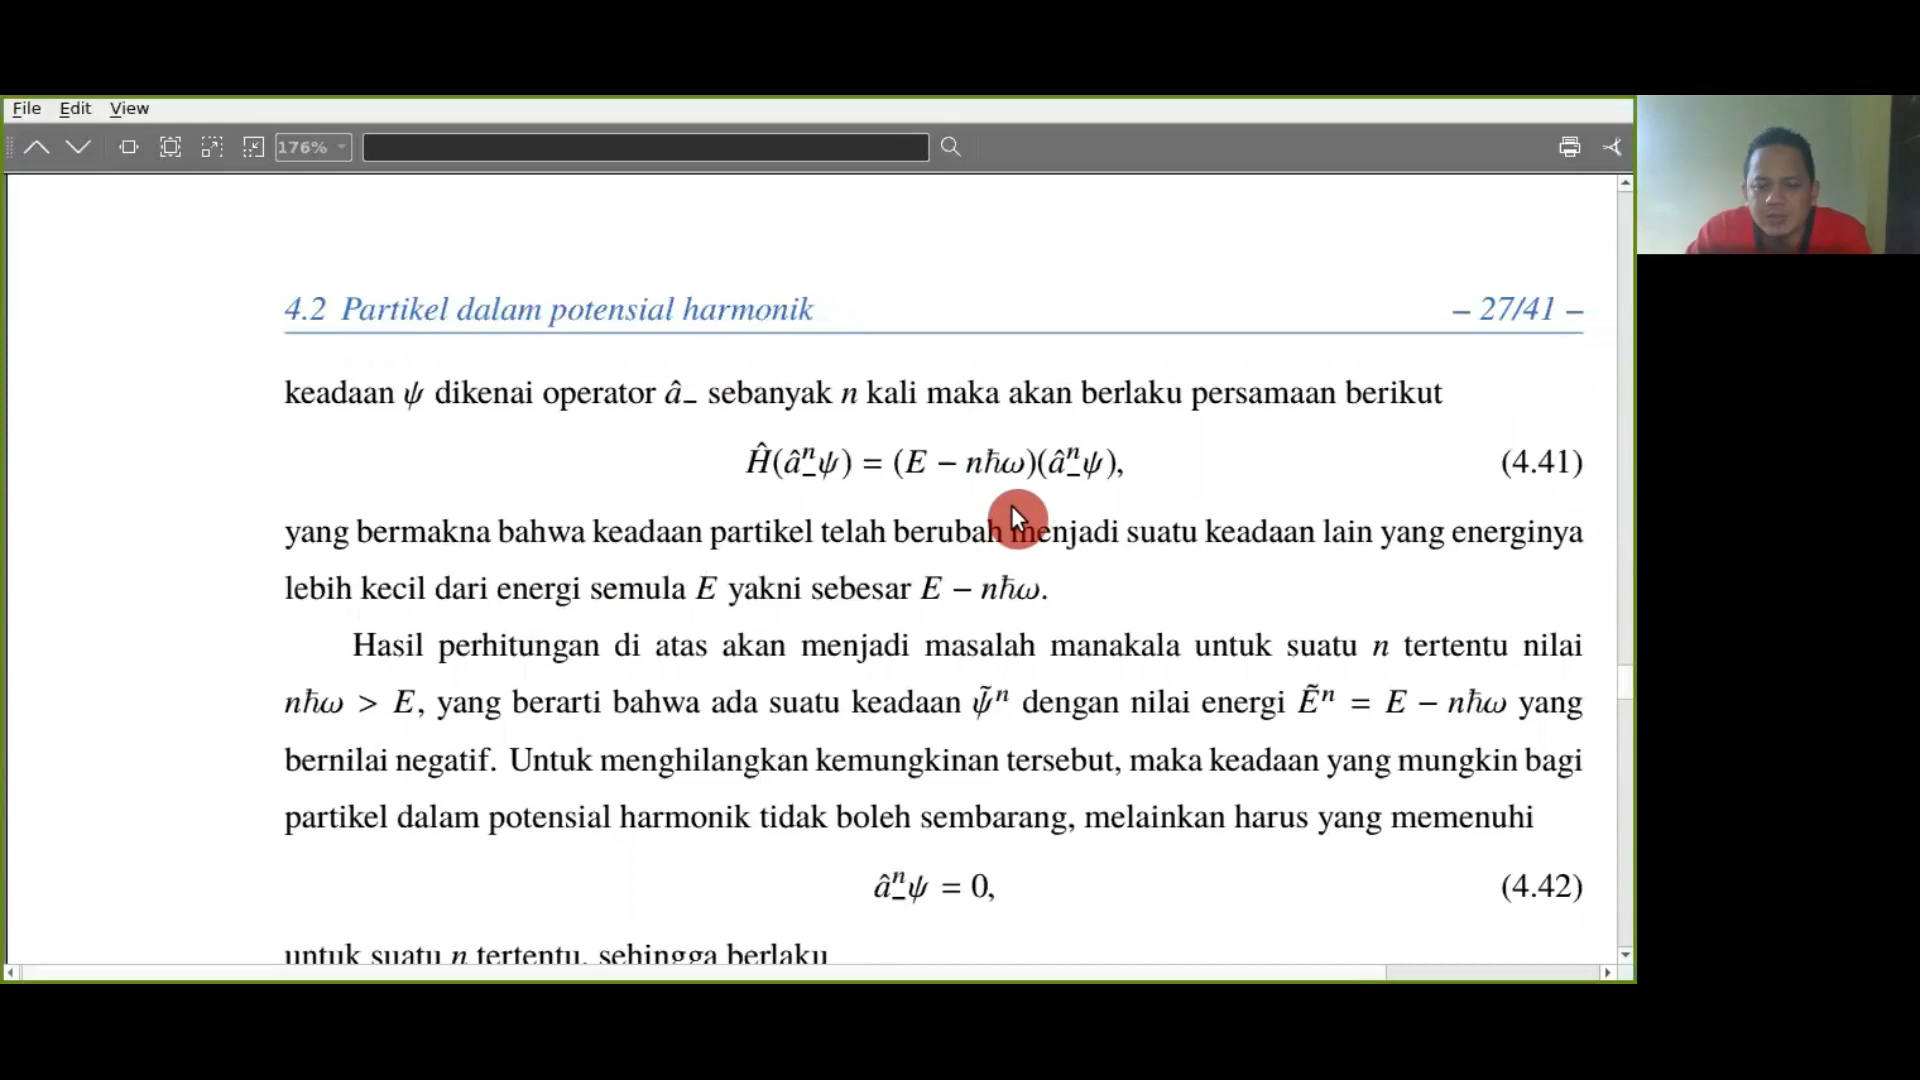 File Edit View
176%
4.2 Partikel dalam potensial harmonik – 27/41 –
keadaan ψ dikenai operator â₋ sebanyak n kali maka akan berlaku persamaan berikut
Ĥ(â₋ⁿψ) = (E − nħω)(â₋ⁿψ), (4.41)
yang bermakna bahwa keadaan partikel telah berubah menjadi suatu keadaan lain yang energinya
lebih kecil dari energi semula E yakni sebesar E − nħω.
Hasil perhitungan di atas akan menjadi masalah manakala untuk suatu n tertentu nilai
nħω > E, yang berarti bahwa ada suatu keadaan ψ̃ⁿ dengan nilai energi Ẽⁿ = E − nħω yang
bernilai negatif. Untuk menghilangkan kemungkinan tersebut, maka keadaan yang mungkin bagi
partikel dalam potensial harmonik tidak boleh sembarang, melainkan harus yang memenuhi
â₋ⁿψ = 0, (4.42)
untuk suatu n tertentu, sehingga berlaku